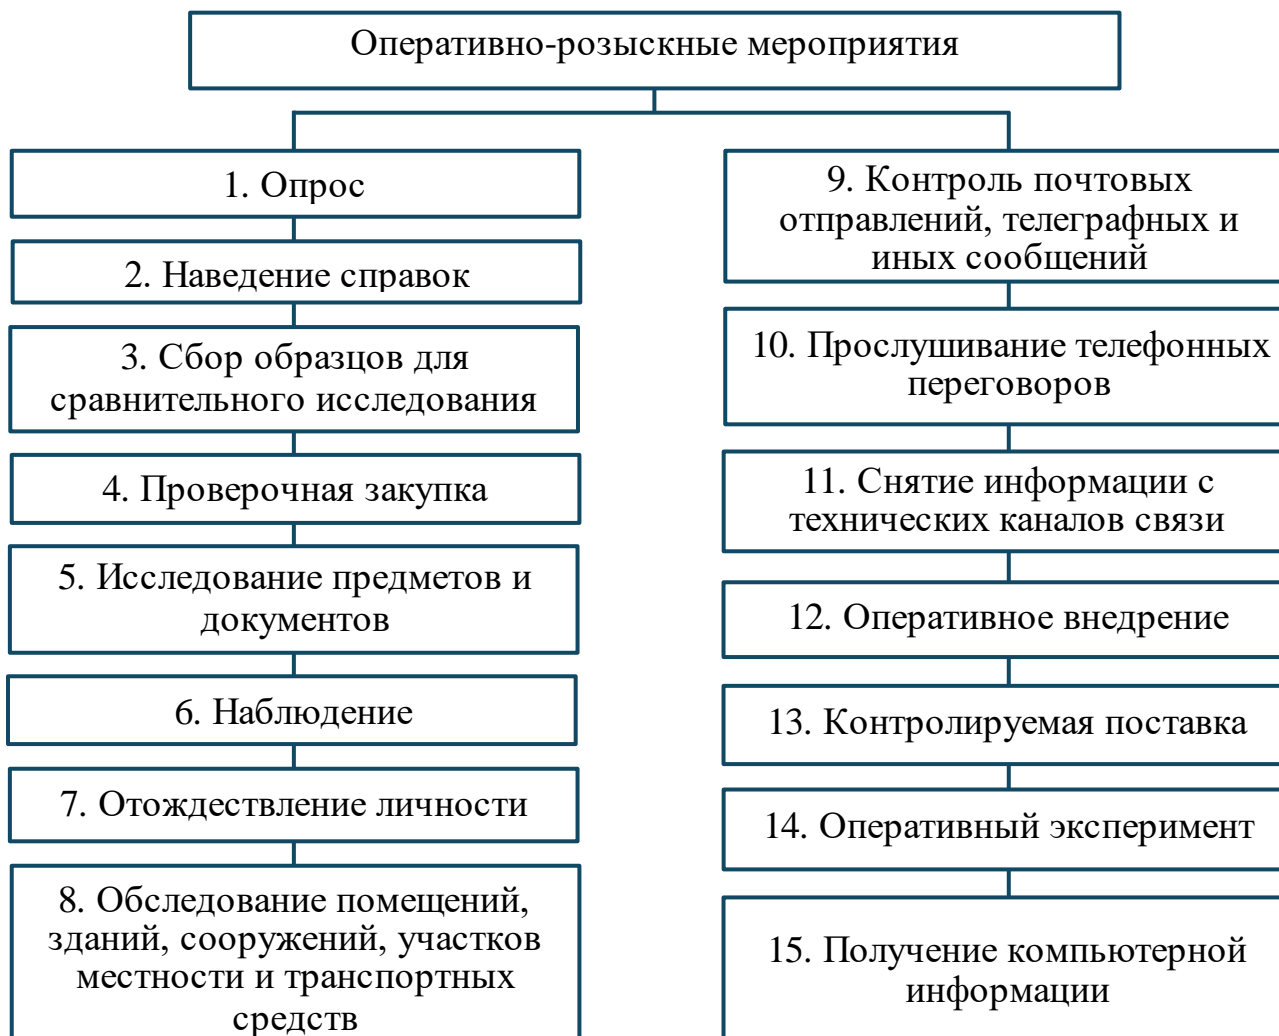 Оперативно-розыскные мероприятия
1. Опрос
2. Наведение справок
3. Сбор образцов для
сравнительного исследования
4. Проверочная закупка
5. Исследование предметов и
документов
6. Наблюдение
7. Отождествление личности
8. Обследование помещений,
зданий, сооружений, участков
местности и транспортных
средств
9. Контроль почтовых
отправлений, телеграфных и
иных сообщений
10. Прослушивание телефонных
переговоров
11. Снятие информации с
технических каналов связи
12. Оперативное внедрение
13. Контролируемая поставка
14. Оперативный эксперимент
15. Получение компьютерной
информации